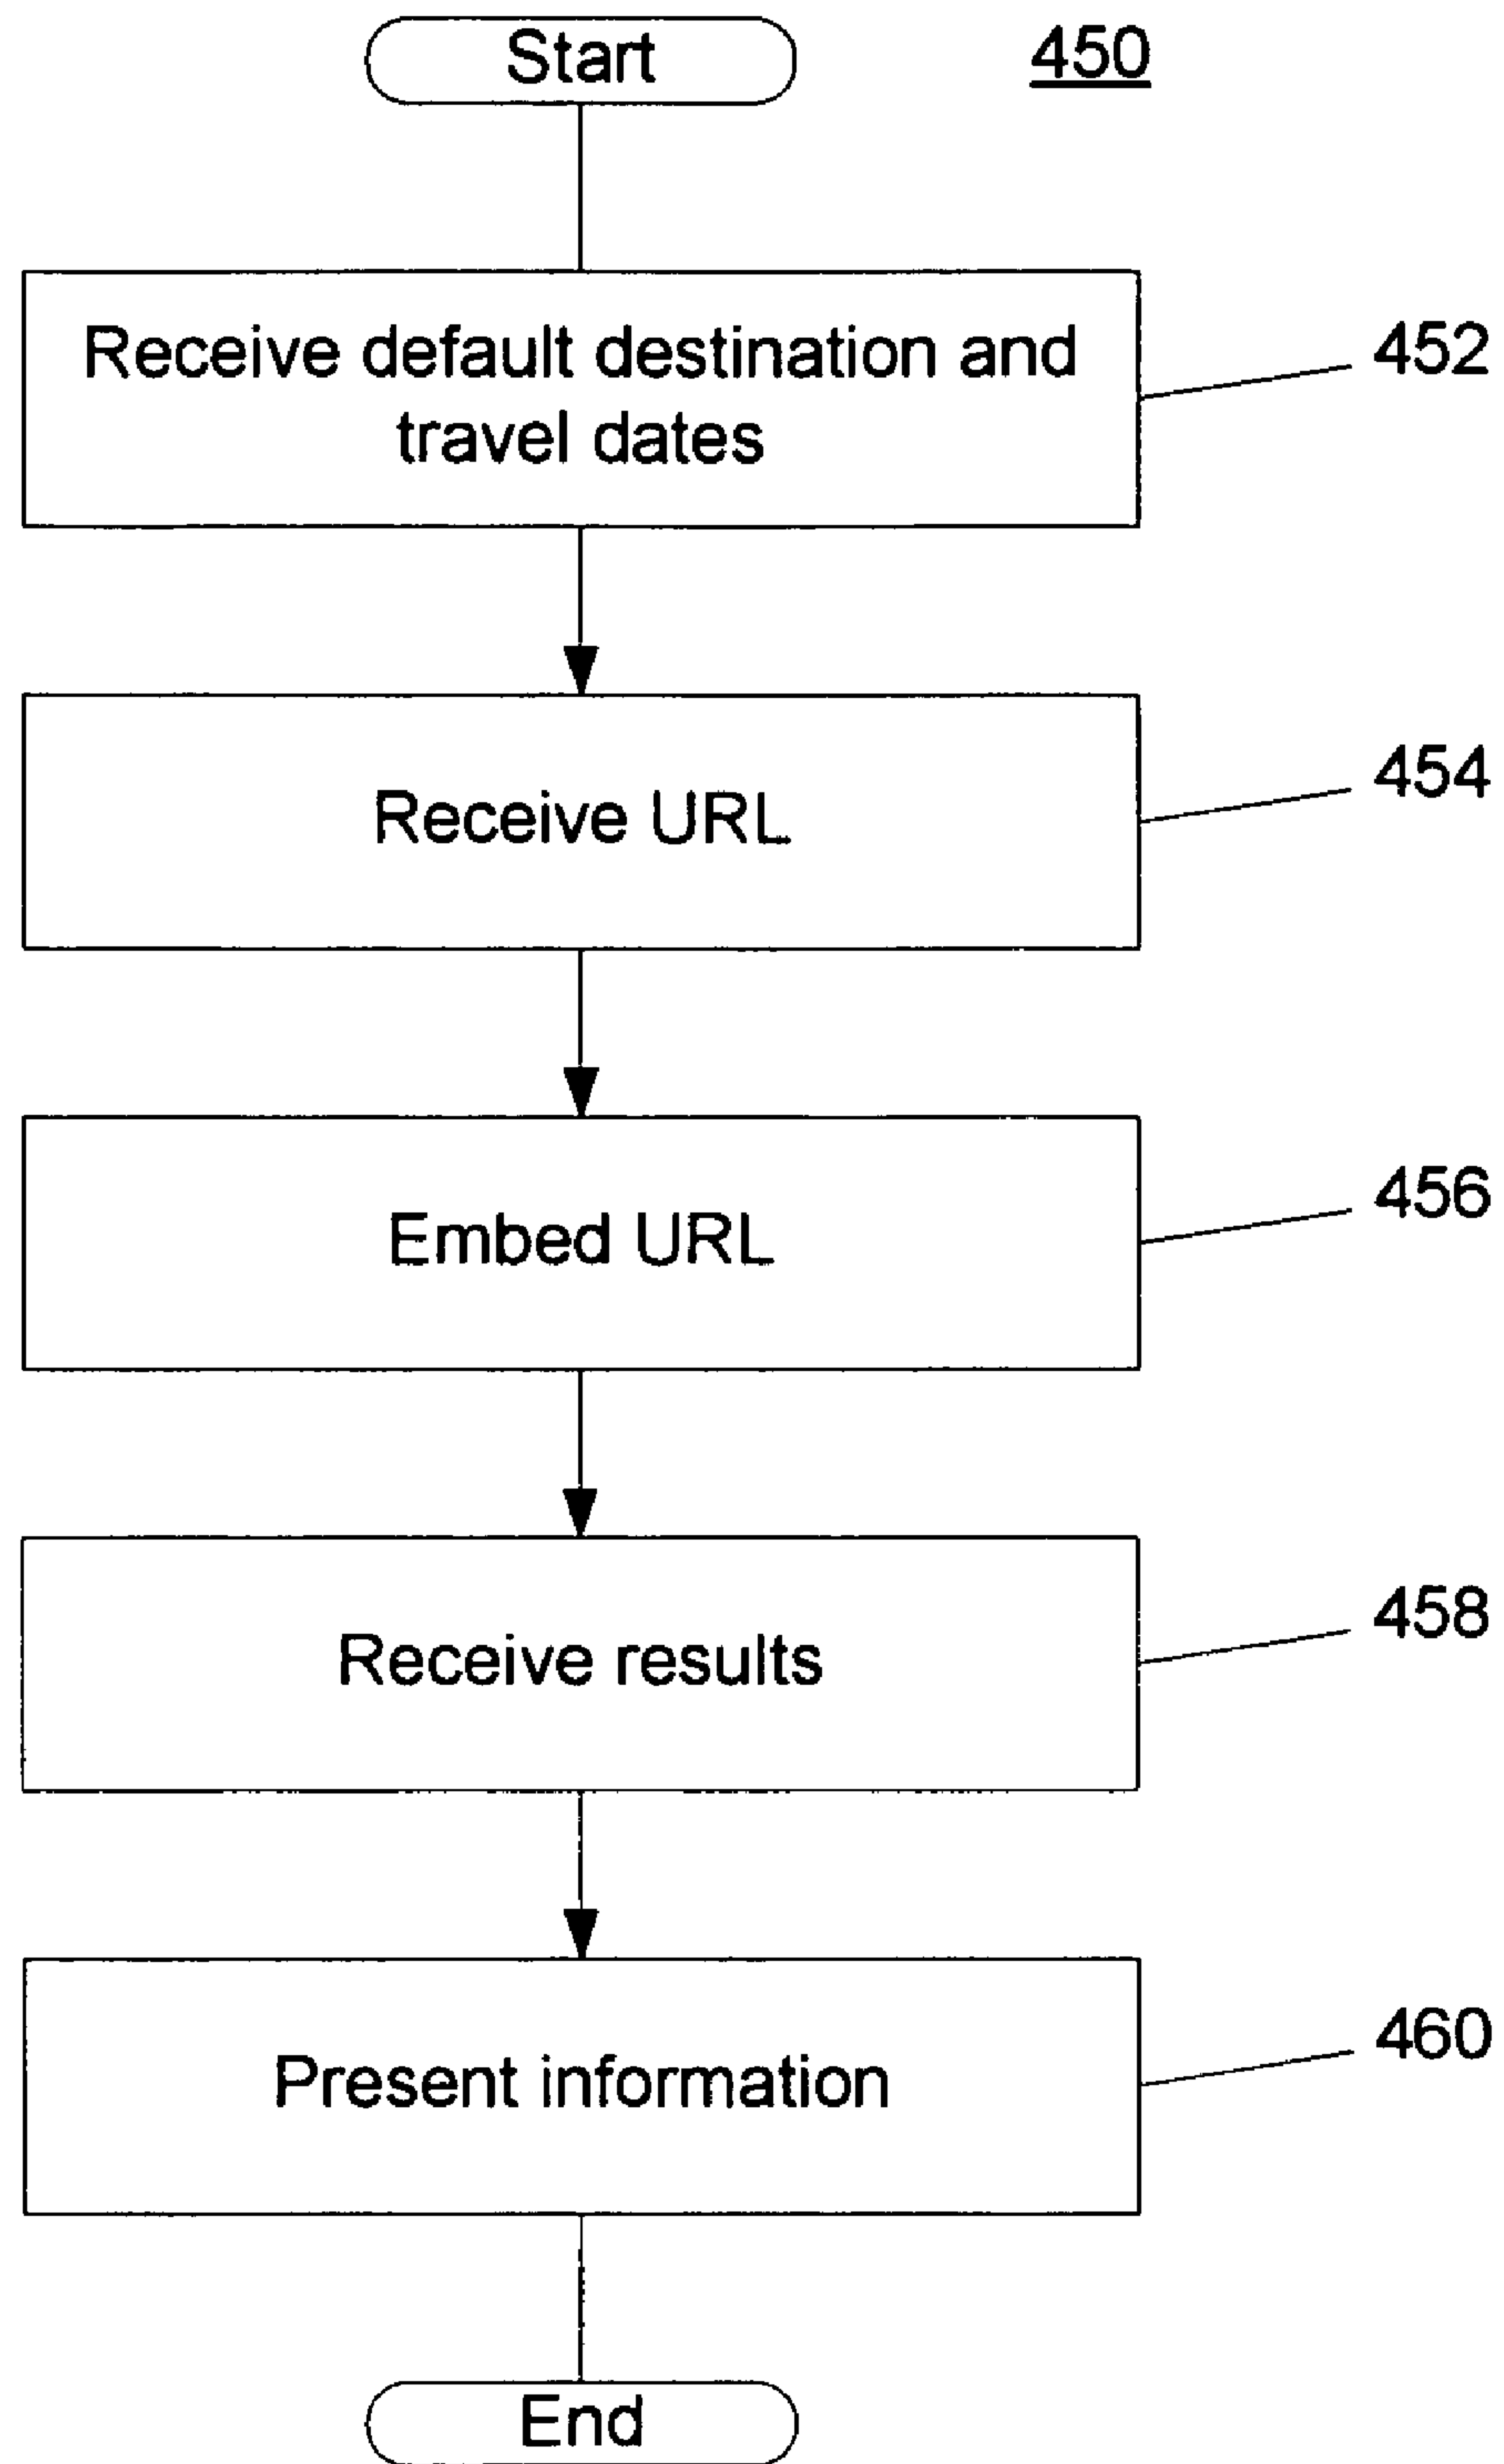 Start
450
Receive default destination and
travel dates
452
Receive URL
454
Embed URL
456
Receive results
458
Present information
460
End